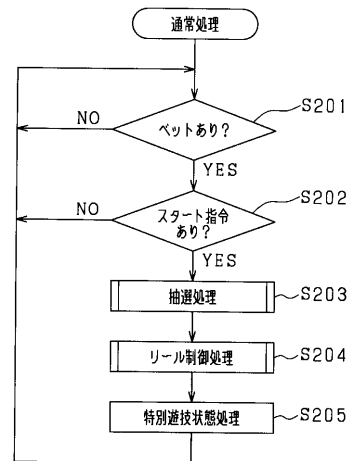 通常処理
S201
ベットあり?
NO
YES
S202
スタート指令
あり?
NO
YES
抽選処理
S203
リール制御処理
S204
特別遊技状態処理
S205